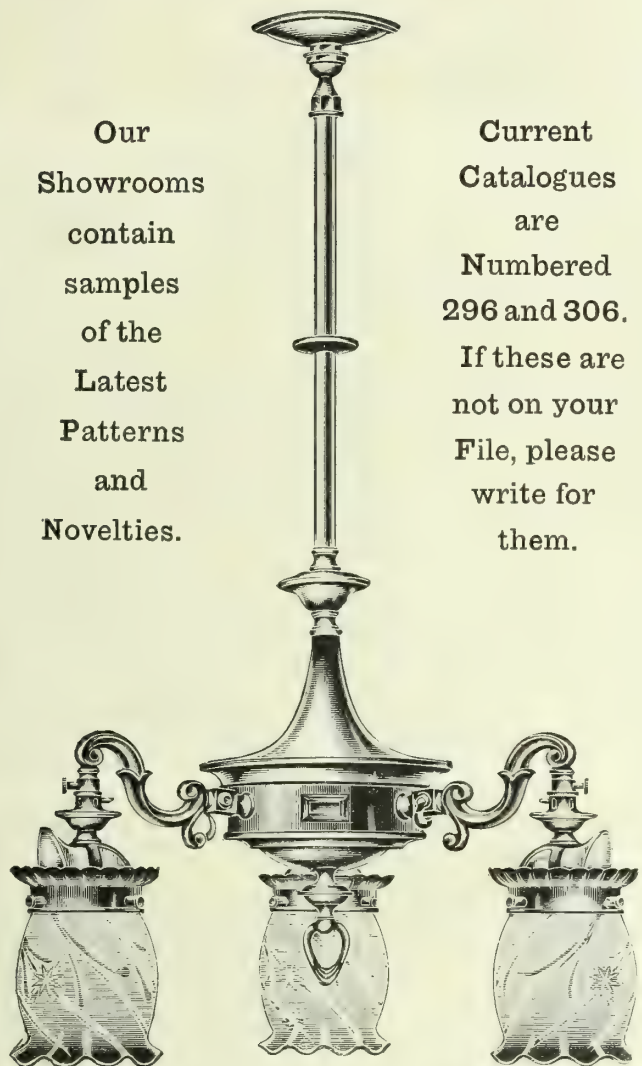 Our
Showrooms
contain
samples
of the
Latest
Patterns
and
Novelties.
Current
Catalogues
are
Numbered
296 and 306.
If these are
not on your
File, please
write for
them.